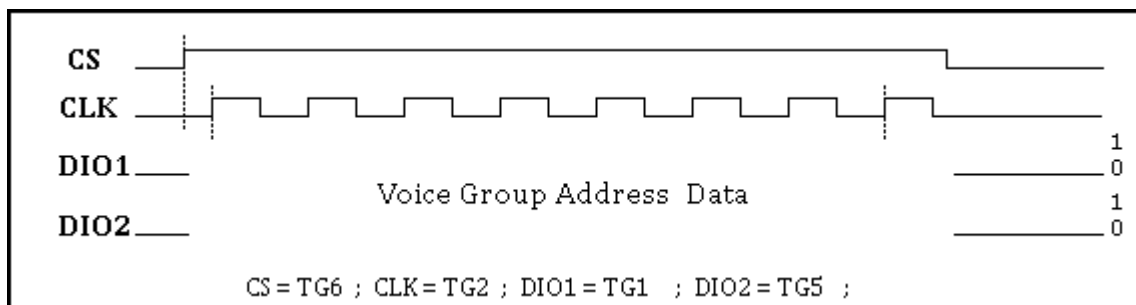 CS
CLK
DIO1
1
0
Voice Group Address Data
DIO2
1
0
CS = TG6 ; CLK = TG2 ; DIO1 = TG1 ; DIO2 = TG5 ;